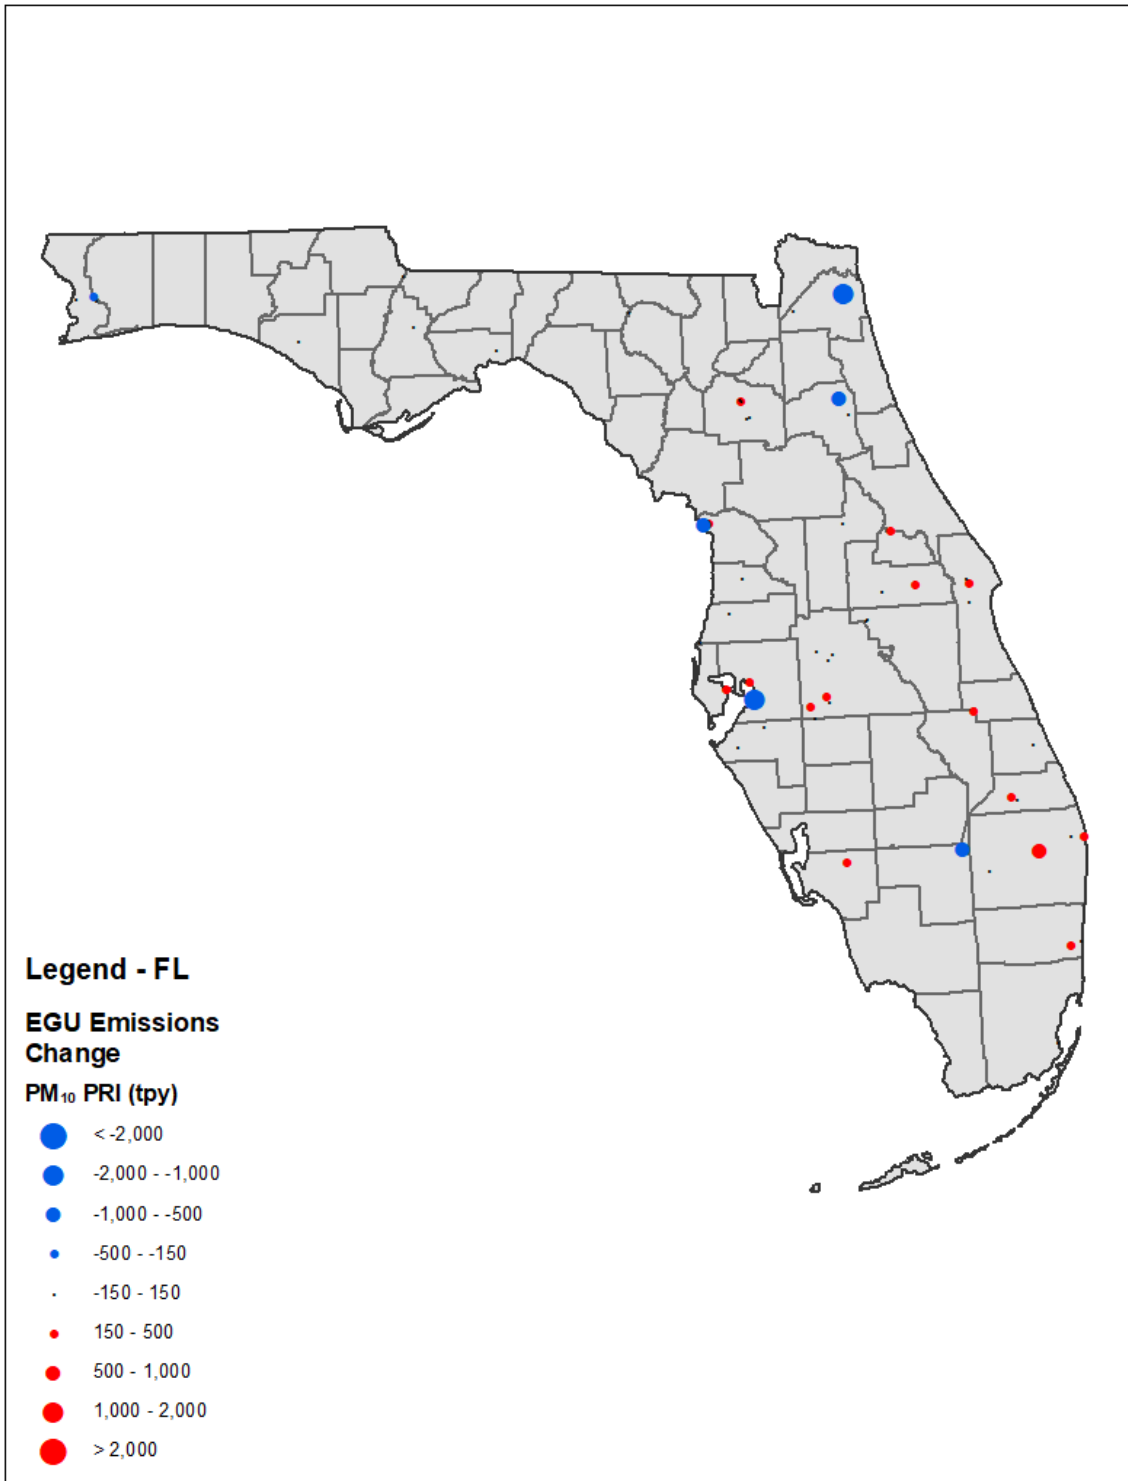 Legend - FL
EGU Emissions
Change
PM₁₀ PRI (tpy)
< -2,000
-2,000 - -1,000
-1,000 - -500
-500 - -150
-150 - 150
150 - 500
500 - 1,000
1,000 - 2,000
> 2,000